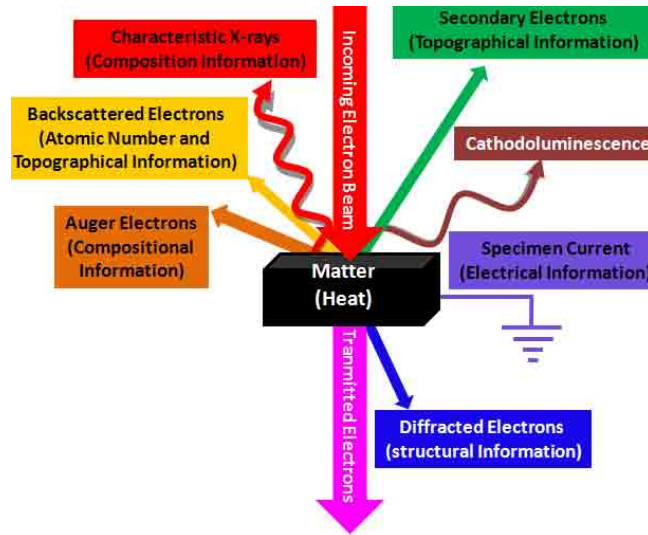 Characteristic X-rays
(Composition Information)
Incoming Electron Beam
Secondary Electrons
(Topographical Information)
Backscattered Electrons
(Atomic Number and
Topographical Information)
Cathodoluminescence
Auger Electrons
(Compositional
Information)
Matter
(Heat)
Specimen Current
(Electrical Information)
Tranmitted Electrons
Diffracted Electrons
(structural Information)